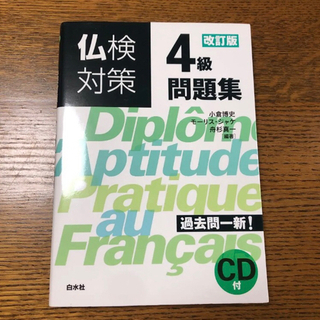 仏検
対策
4級
改訂版
問題集
小倉博史
モーリス・ジャケ
舟杉真一
編著
Diplôme
Aptitude
Pratique
au
Français
過去問一新!
CD
付
白水社